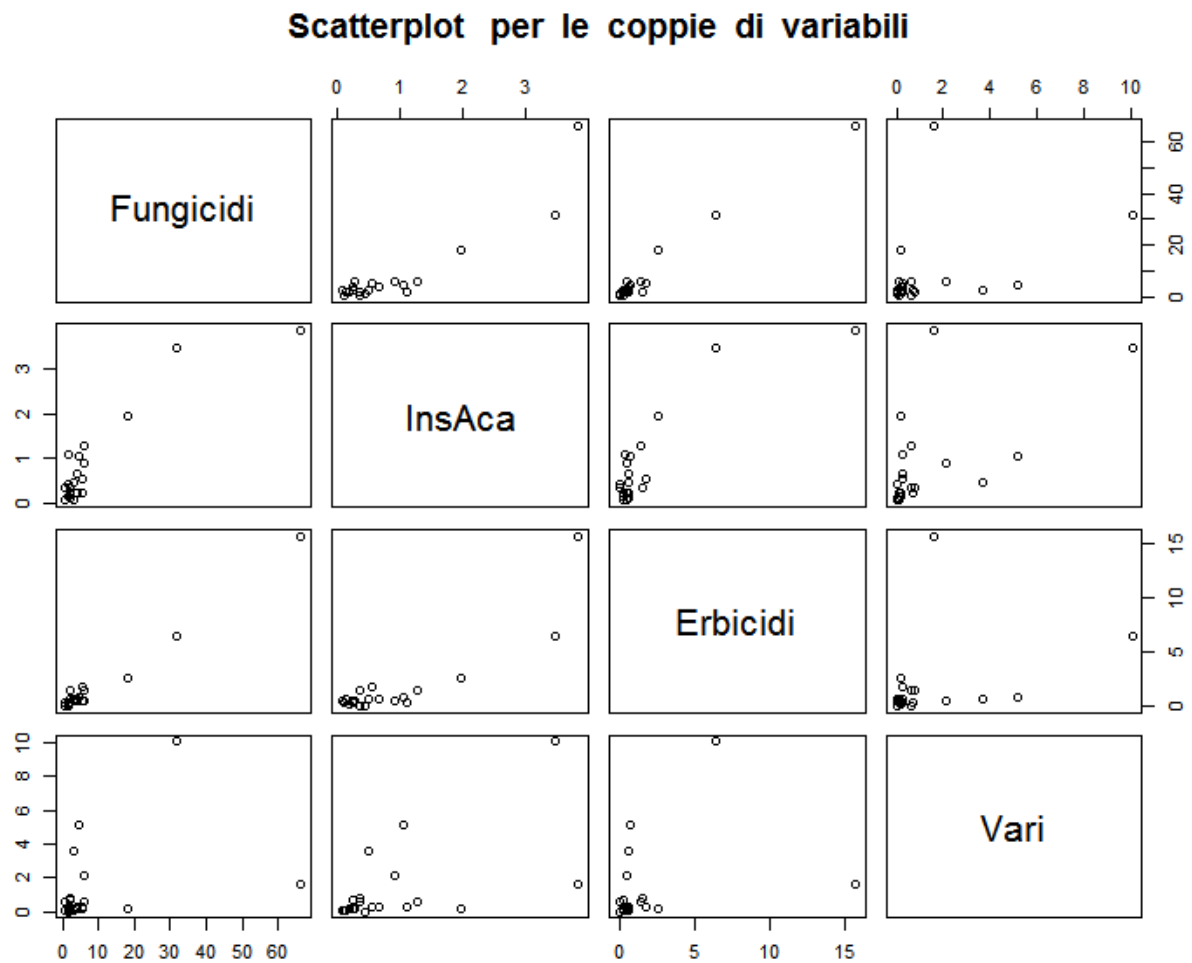 Scatterplot per le coppie di variabili
0 1 2 3
0 2 4 6 8 10
Fungicidi
0 20 40 60
0 1 2 3
InsAca
Erbicidi
0 5 10 15
0 2 4 6 8 10
Vari
0 10 20 30 40 50 60
0 5 10 15